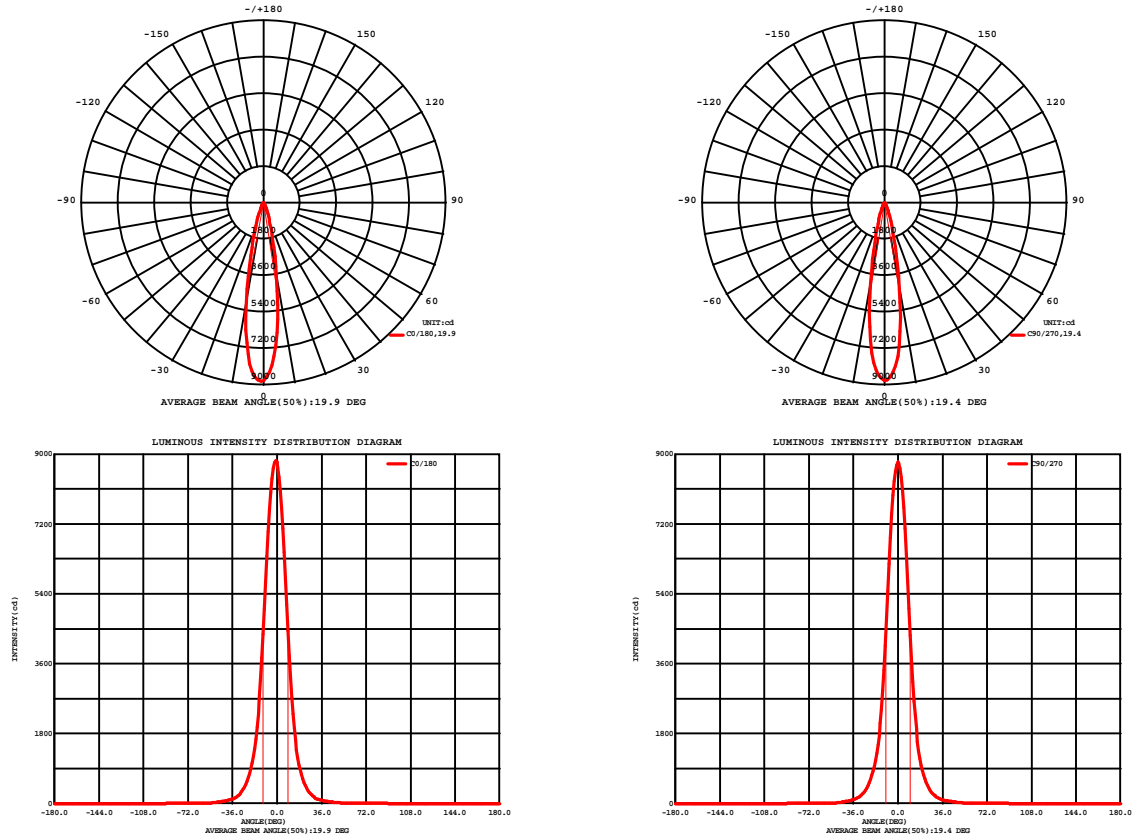 -/+180
-150 150
-120 120
-90 90
-60 60
-30 30
0
0
1800
3600
5400
7200
9000
UNIT:cd
C0/180,19.9
AVERAGE BEAM ANGLE(50%):19.9 DEG
-/+180
-150 150
-120 120
-90 90
-60 60
-30 30
0
0
1800
3600
5400
7200
9000
UNIT:cd
C90/270,19.4
AVERAGE BEAM ANGLE(50%):19.4 DEG
LUMINOUS INTENSITY DISTRIBUTION DIAGRAM
C0/180
9000
7200
5400
3600
1800
0
INTENSITY(cd)
-180.0 -144.0 -108.0 -72.0 -36.0 0.0 36.0 72.0 108.0 144.0 180.0
ANGLE(DEG)
AVERAGE BEAM ANGLE(50%):19.9 DEG
LUMINOUS INTENSITY DISTRIBUTION DIAGRAM
C90/270
9000
7200
5400
3600
1800
0
INTENSITY(cd)
-180.0 -144.0 -108.0 -72.0 -36.0 0.0 36.0 72.0 108.0 144.0 180.0
ANGLE(DEG)
AVERAGE BEAM ANGLE(50%):19.4 DEG